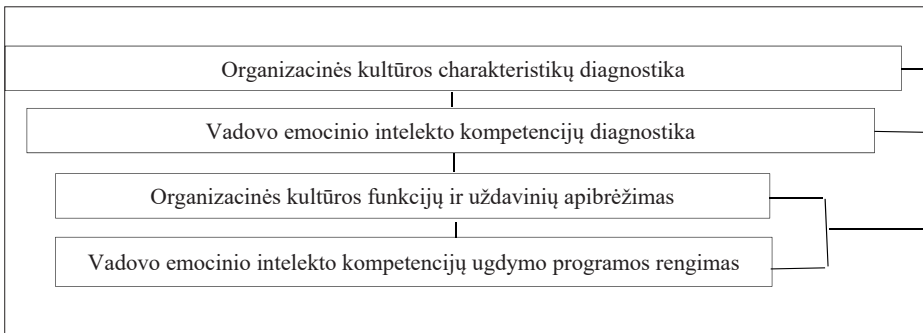 Organizacinės kultūros charakteristikų diagnostika
Vadovo emocinio intelekto kompetencijų diagnostika
Organizacinės kultūros funkcijų ir uždavinių apibrėžimas
Vadovo emocinio intelekto kompetencijų ugdymo programos rengimas